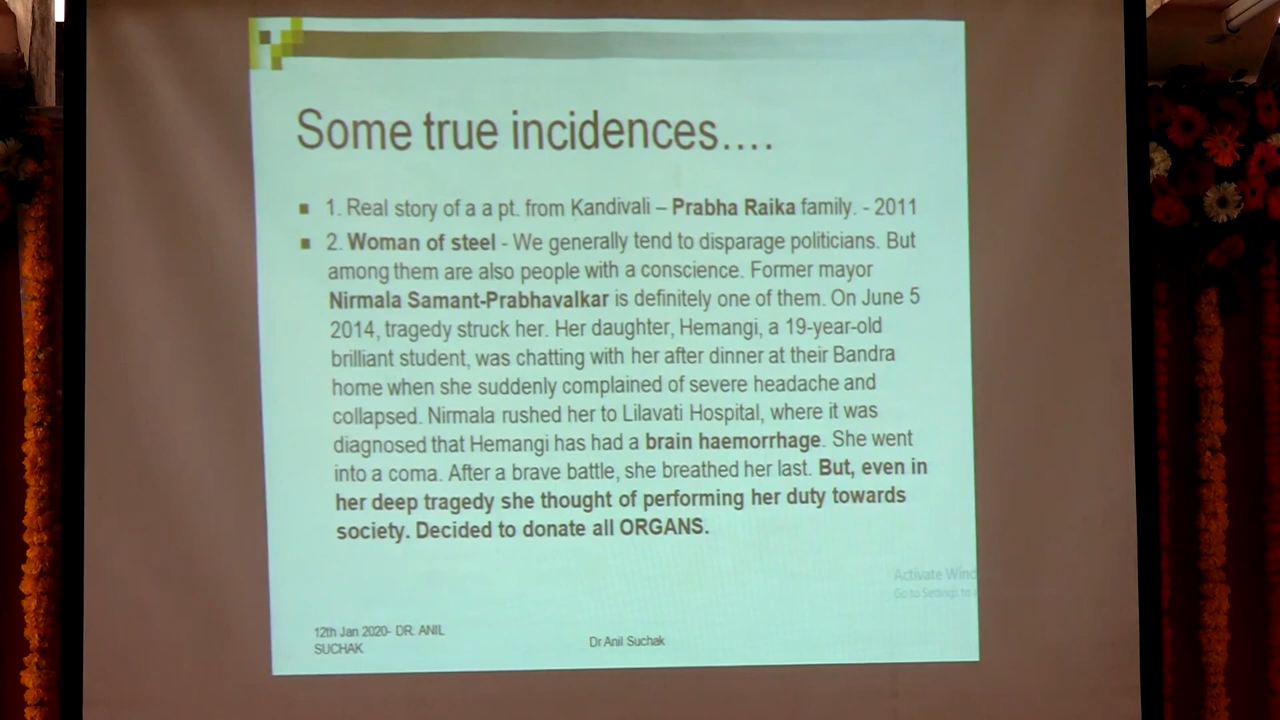 Some true incidences....
1. Real story of a a pt. from Kandivali – Prabha Raika family. - 2011
2. Woman of steel - We generally tend to disparage politicians. But
among them are also people with a conscience. Former mayor
Nirmala Samant-Prabhavalkar is definitely one of them. On June 5
2014, tragedy struck her. Her daughter, Hemangi, a 19-year-old
brilliant student, was chatting with her after dinner at their Bandra
home when she suddenly complained of severe headache and
collapsed. Nirmala rushed her to Lilavati Hospital, where it was
diagnosed that Hemangi has had a brain haemorrhage. She went
into a coma. After a brave battle, she breathed her last. But, even in
her deep tragedy she thought of performing her duty towards
society. Decided to donate all ORGANS.
Activate Wind
Go to Settings to
12th Jan 2020- DR. ANIL
SUCHAK
Dr Anil Suchak